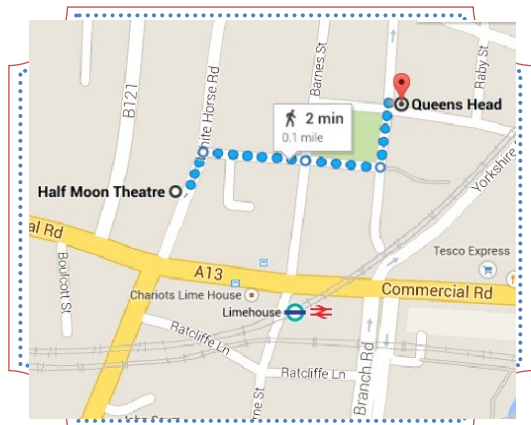 Barnes St
Raby St
B121
Queens Head
White Horse Rd
2 min
0.1 mile
Yorkshire
Half Moon Theatre
al Rd
Tesco Express
A13
Boulcott St
Chariots Lime House
Commercial Rd
Limehouse
Ratcliffe Ln
Branch Rd
Ratcliffe Ln
ne St